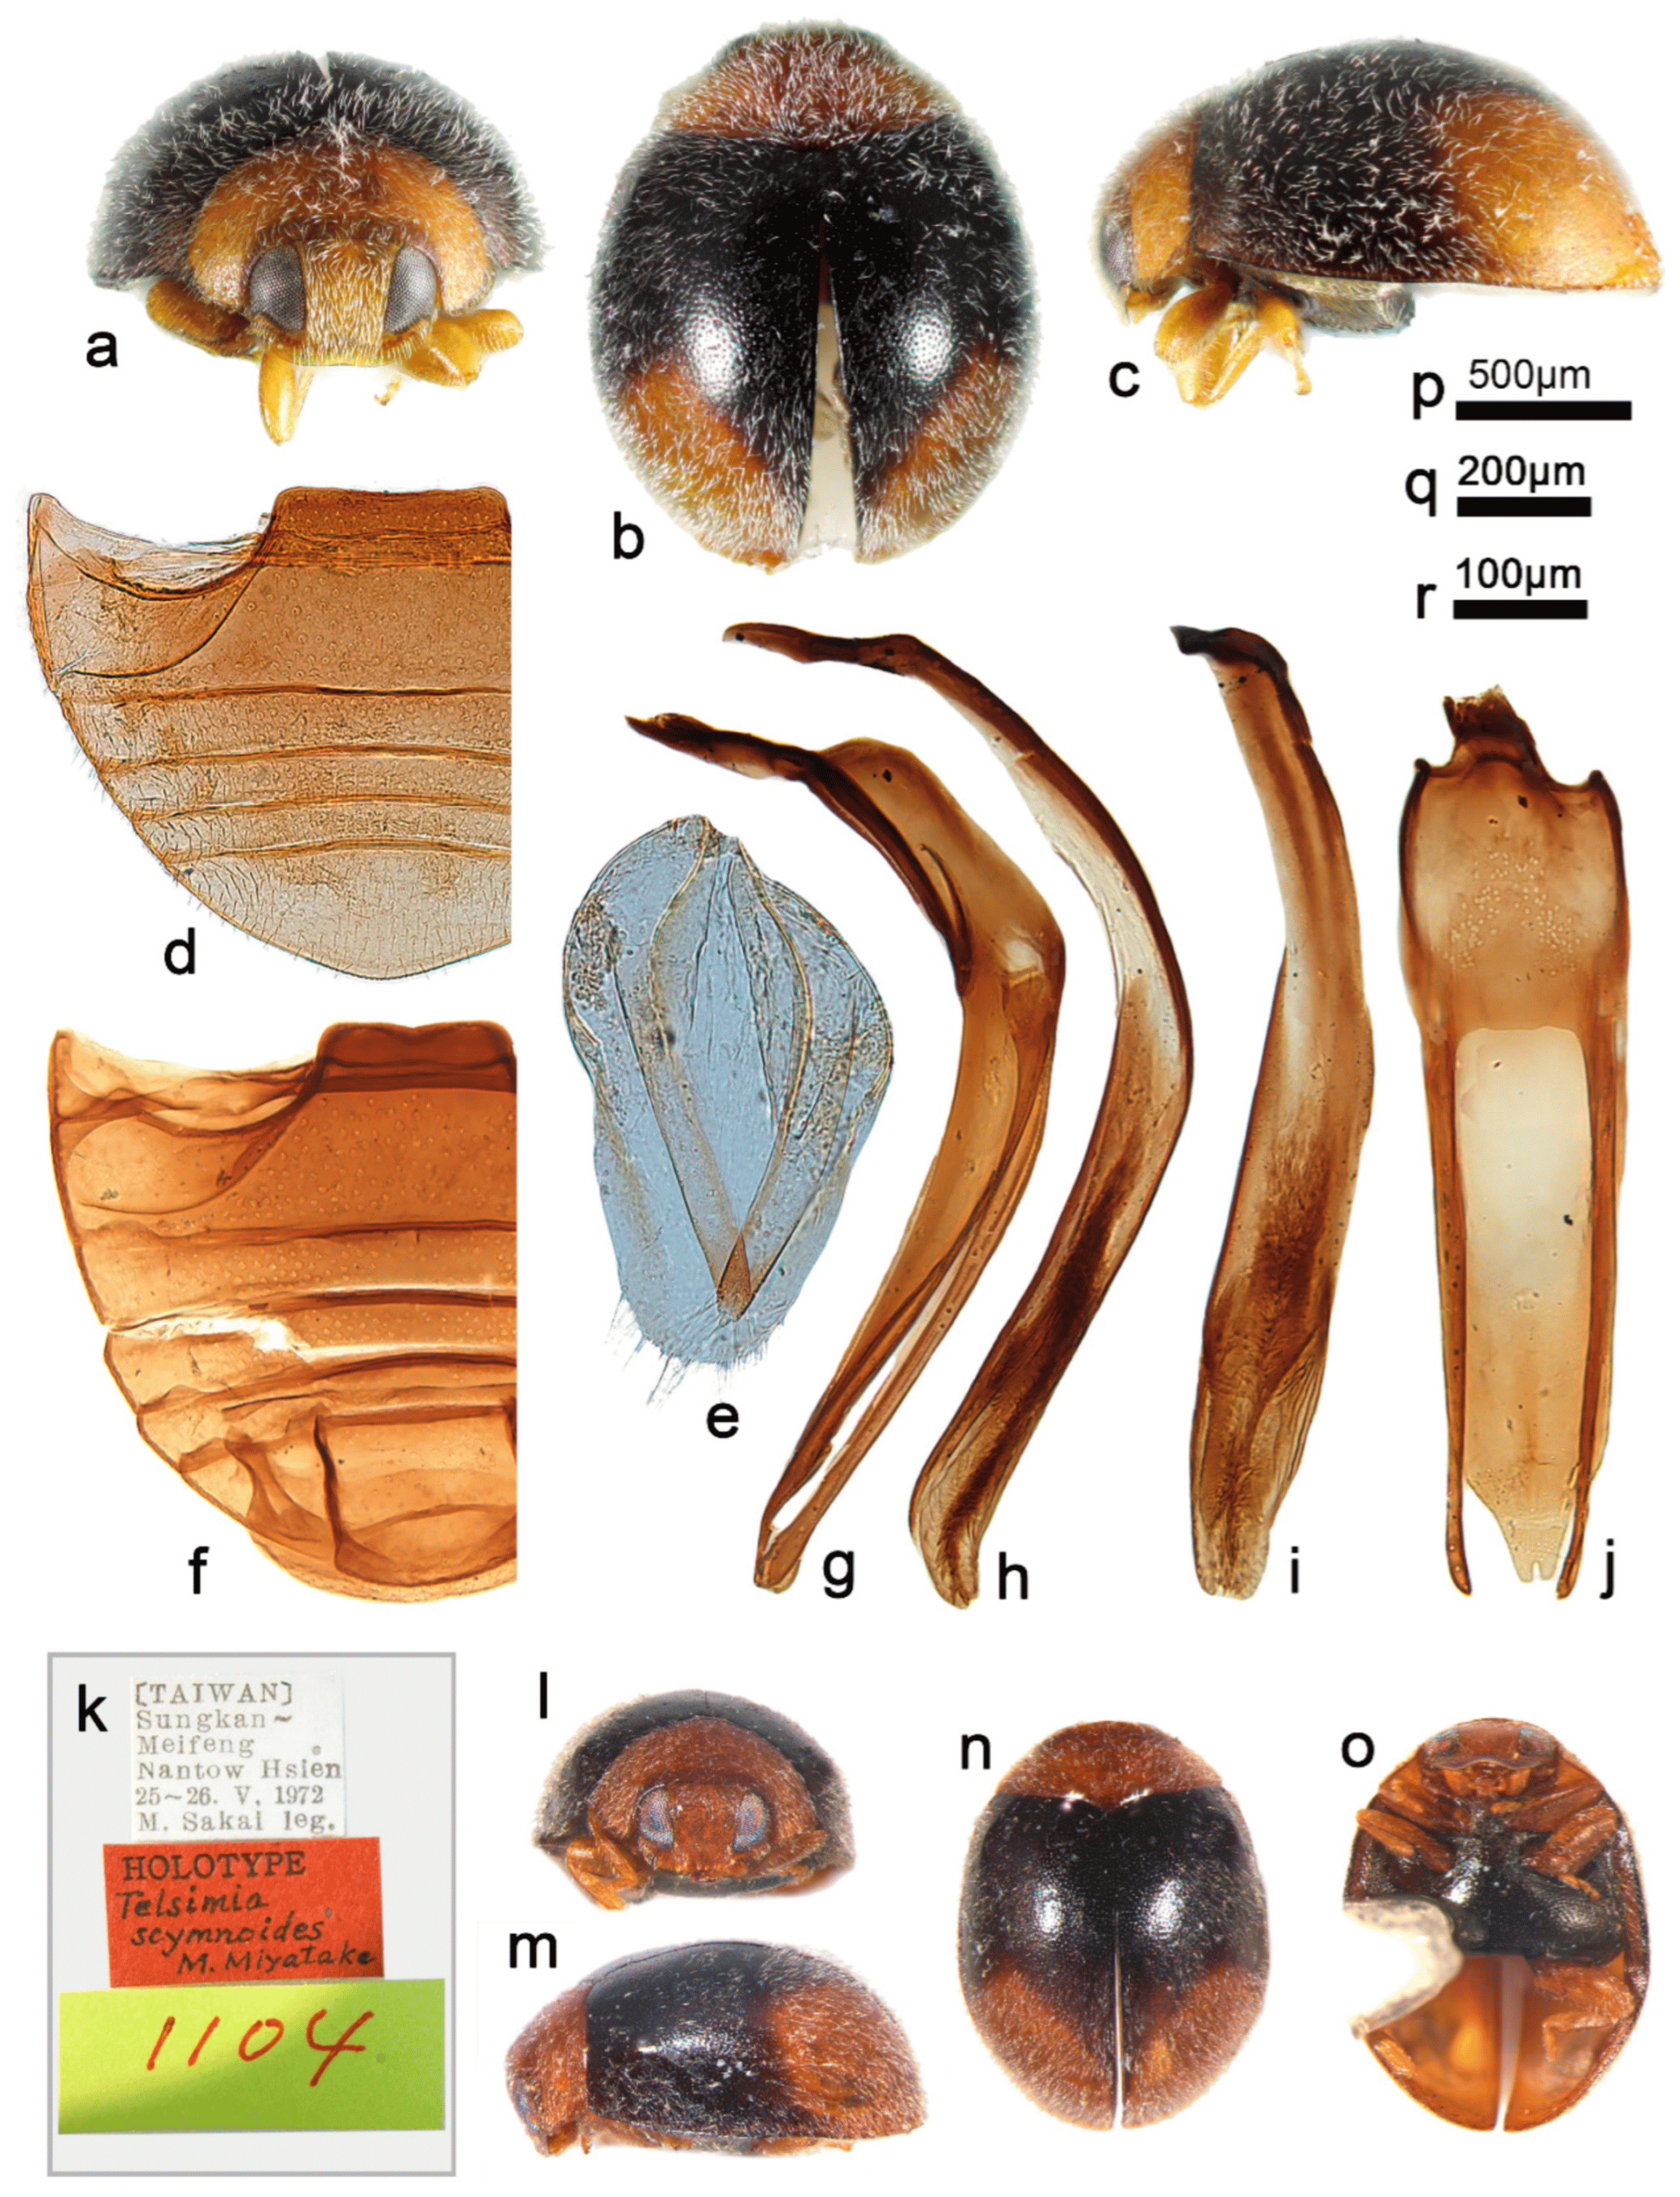 a
b
c
p 500µm
q 200µm
r 100µm
d
e
f
g
h
i
j
k
[TAIWAN]
Sungkan~
Meifeng
Nantow Hsien
25~26. V, 1972
M. Sakai leg.
HOLOTYPE
Telsimia
scymnoides
M. Miyatake
1104
l
m
n
o